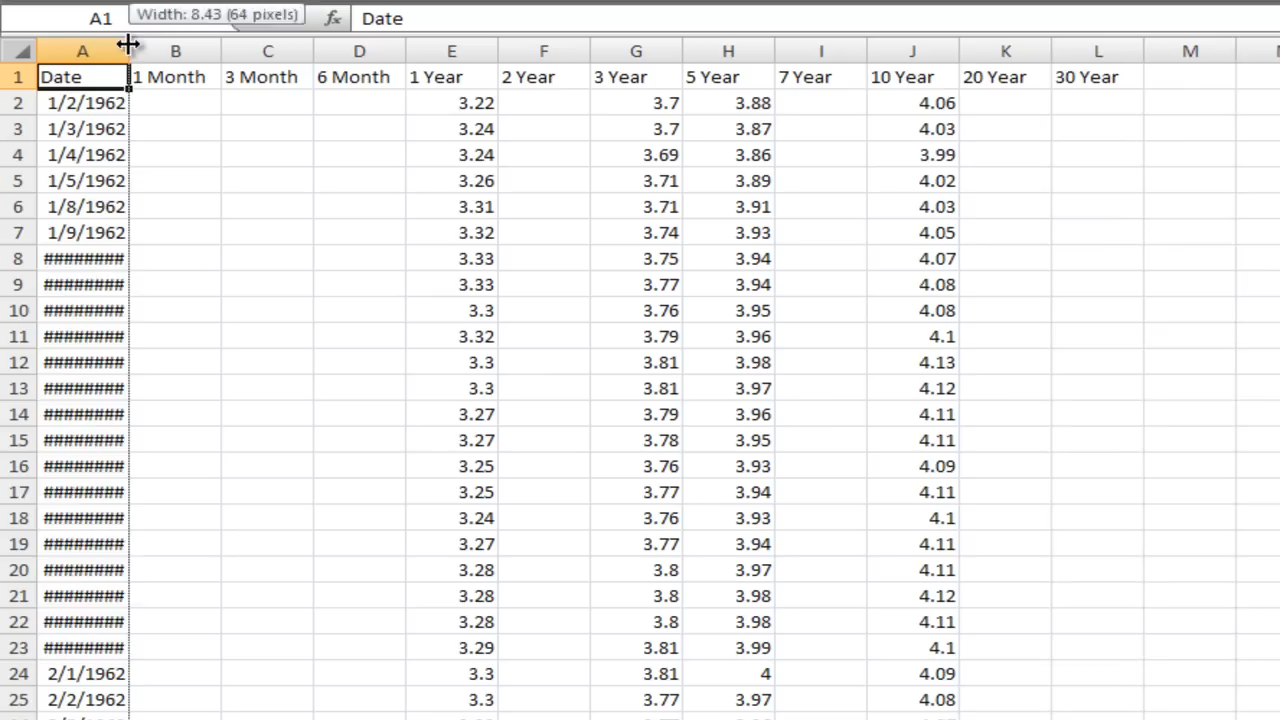 A1 Width: 8.43 (64 pixels) fx Date
A B C D E F G H I J K L M
1 Date 1 Month 3 Month 6 Month 1 Year 2 Year 3 Year 5 Year 7 Year 10 Year 20 Year 30 Year
2 1/2/1962 3.22 3.7 3.88 4.06
3 1/3/1962 3.24 3.7 3.87 4.03
4 1/4/1962 3.24 3.69 3.86 3.99
5 1/5/1962 3.26 3.71 3.89 4.02
6 1/8/1962 3.31 3.71 3.91 4.03
7 1/9/1962 3.32 3.74 3.93 4.05
8 ######## 3.33 3.75 3.94 4.07
9 ######## 3.33 3.77 3.94 4.08
10 ######## 3.3 3.76 3.95 4.08
11 ######## 3.32 3.79 3.96 4.1
12 ######## 3.3 3.81 3.98 4.13
13 ######## 3.3 3.81 3.97 4.12
14 ######## 3.27 3.79 3.96 4.11
15 ######## 3.27 3.78 3.95 4.11
16 ######## 3.25 3.76 3.93 4.09
17 ######## 3.25 3.77 3.94 4.11
18 ######## 3.24 3.76 3.93 4.1
19 ######## 3.27 3.77 3.94 4.11
20 ######## 3.28 3.8 3.97 4.11
21 ######## 3.28 3.8 3.98 4.12
22 ######## 3.28 3.8 3.98 4.11
23 ######## 3.29 3.81 3.99 4.1
24 2/1/1962 3.3 3.81 4 4.09
25 2/2/1962 3.3 3.77 3.97 4.08